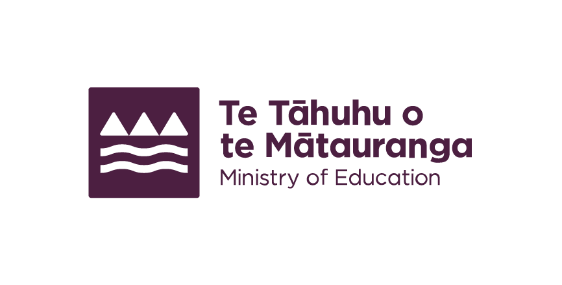 Te Tāhuhu o
te Mātauranga
Ministry of Education